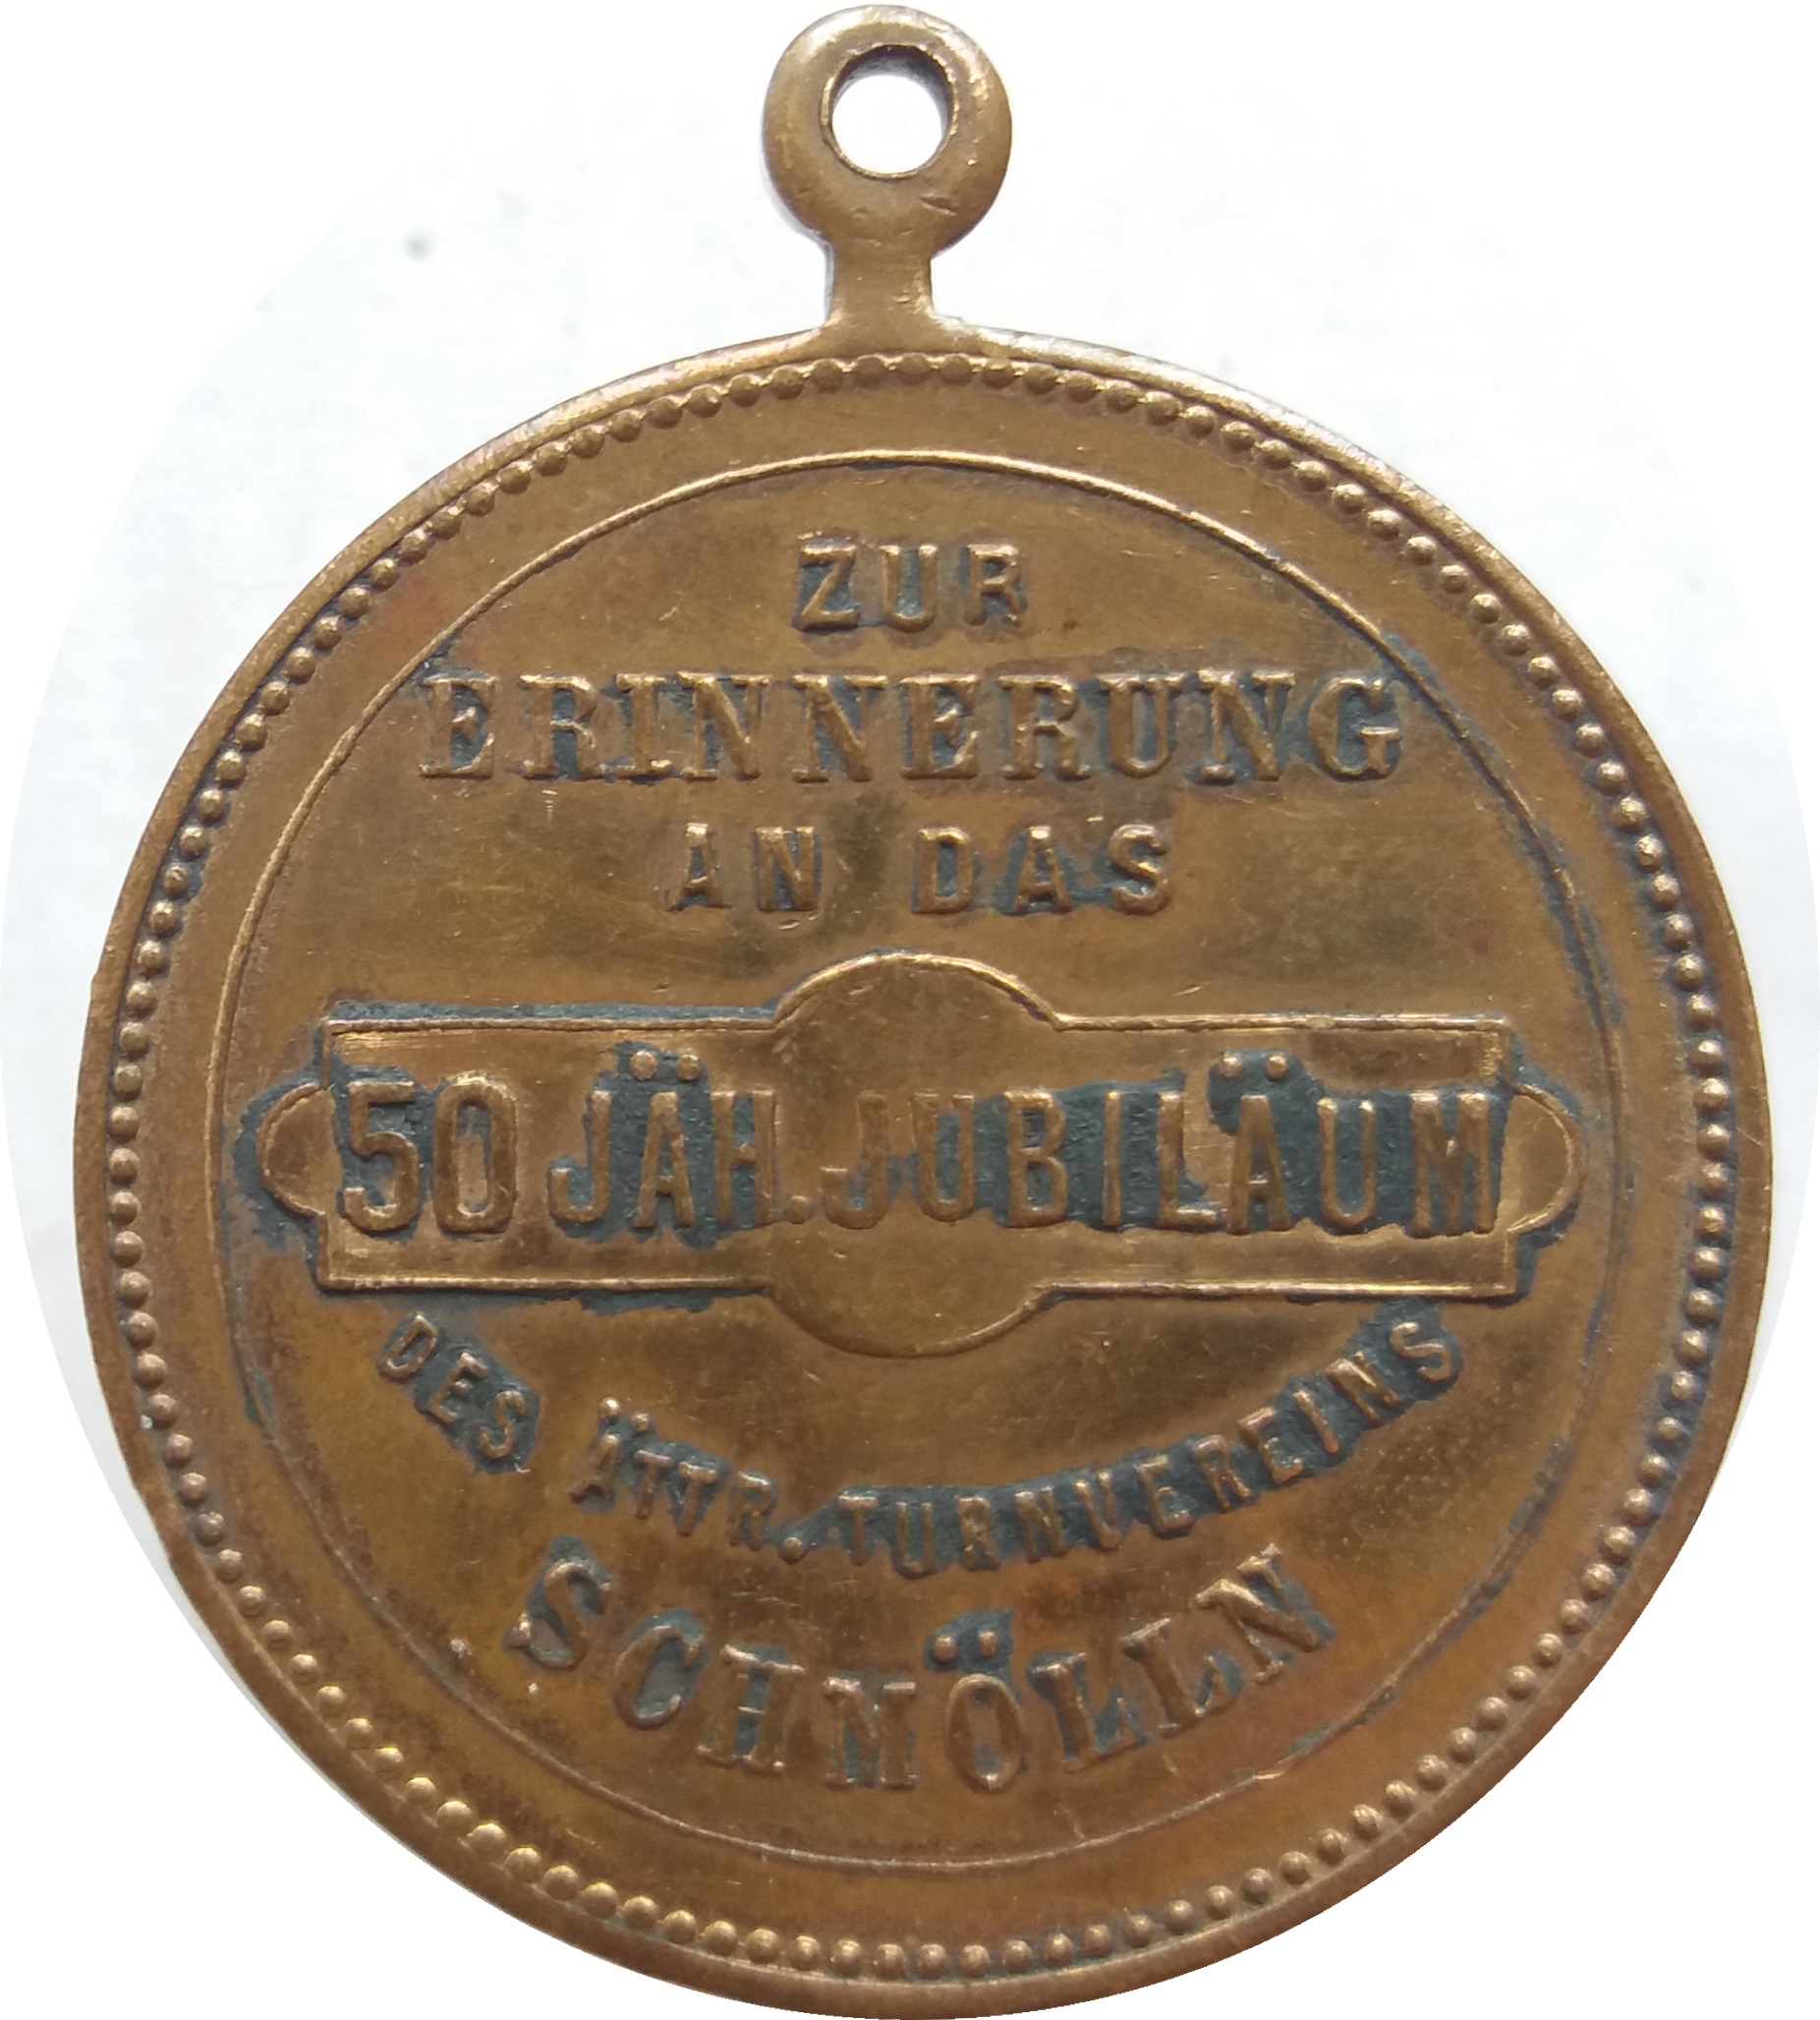 ZUR
ERINNERUNG
AN DAS
50 JÄH. JUBILÄUM
DES ÄTTR. TURNVEREINS
SCHMÖLLN